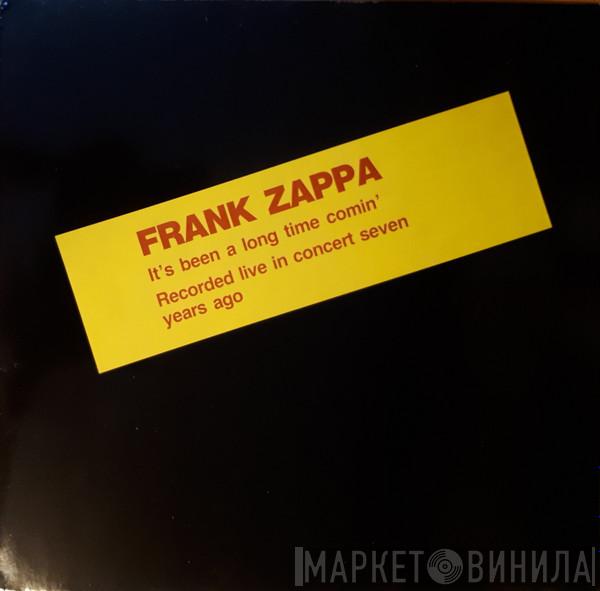 FRANK ZAPPA
It's been a long time comin'
Recorded live in concert seven
years ago
МАРКЕТ ВИНИЛА